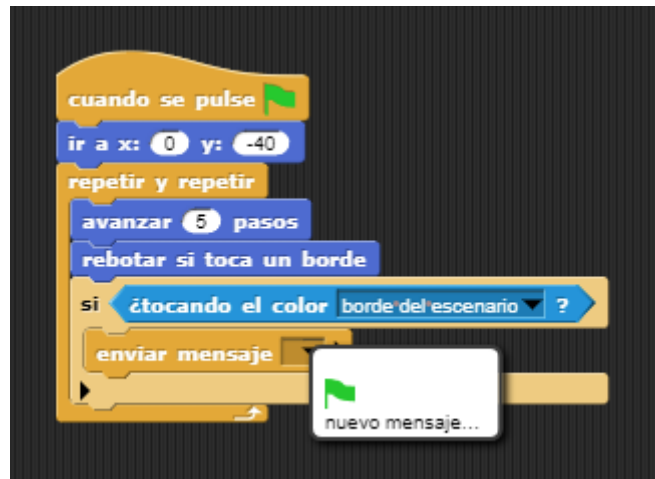 cuando se pulse
ir a x: 0 y: -40
repetir y repetir
avanzar 5 pasos
rebotar si toca un borde
si ¿tocando el color borde del escenario ?
enviar mensaje
nuevo mensaje...